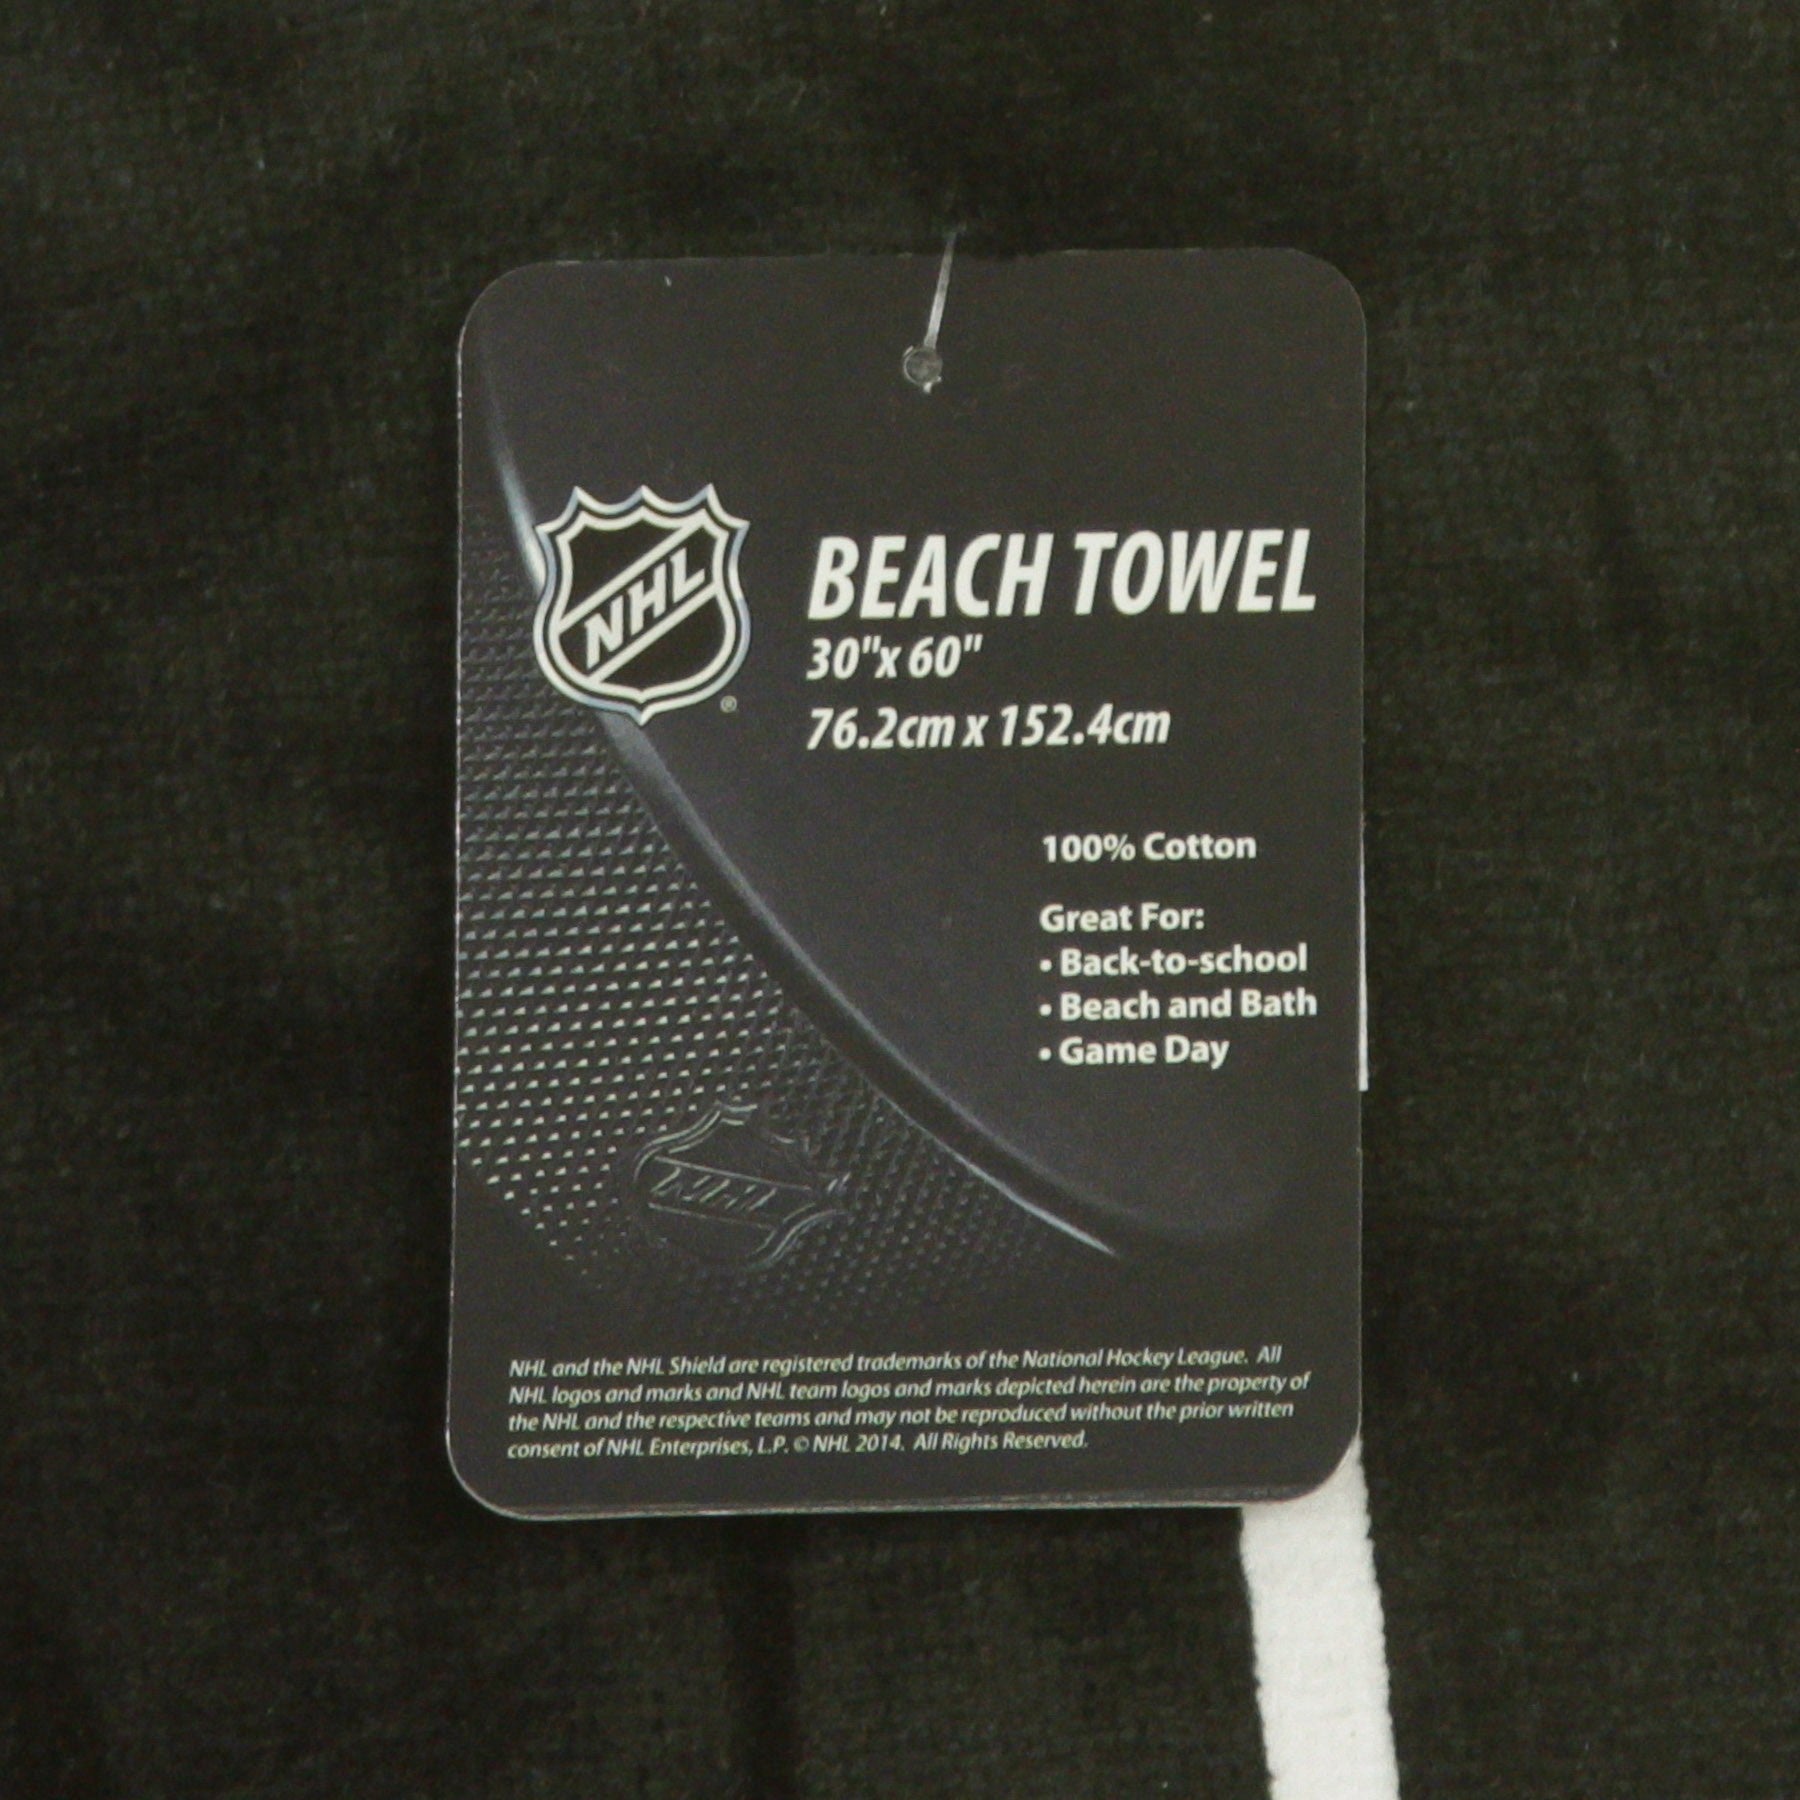 NHL
®
BEACH TOWEL
30"x 60"
76.2cm x 152.4cm
100% Cotton
Great For:
• Back-to-school
• Beach and Bath
• Game Day
NHL
NHL and the NHL Shield are registered trademarks of the National Hockey League. All
NHL logos and marks and NHL team logos and marks depicted herein are the property of
the NHL and the respective teams and may not be reproduced without the prior written
consent of NHL Enterprises, L.P. © NHL 2014. All Rights Reserved.